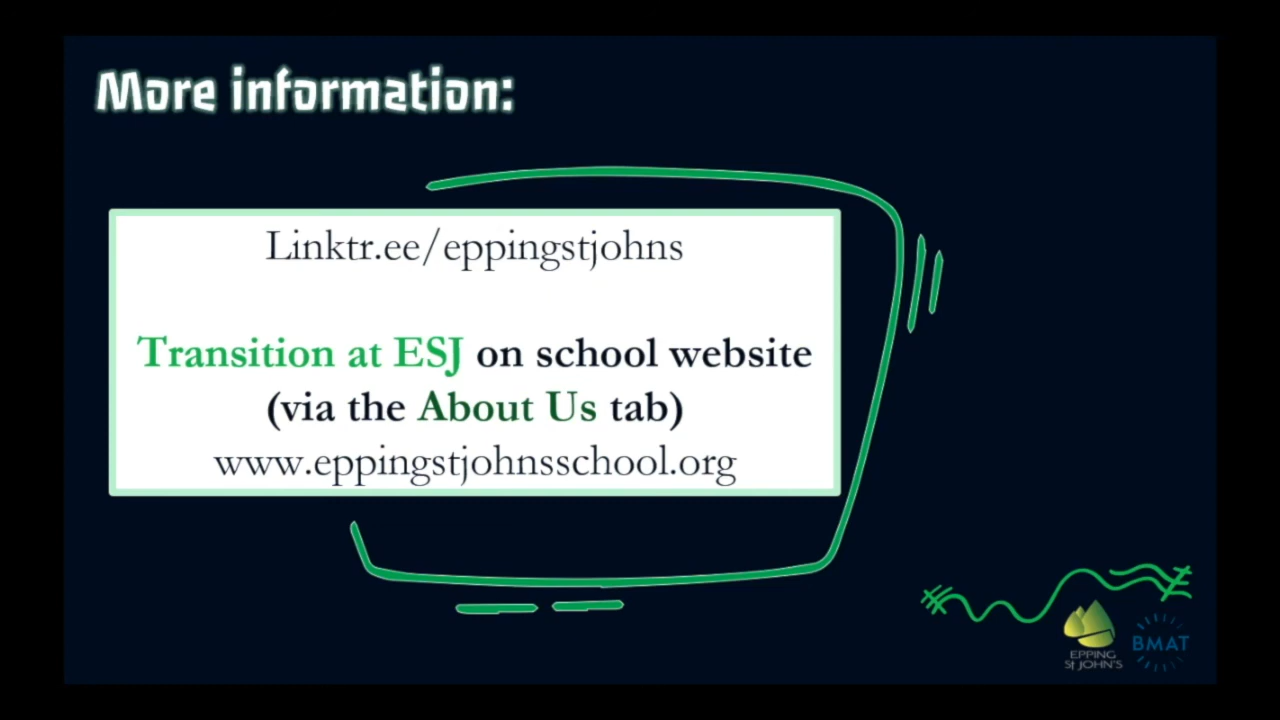 More information:
Linktr.ee/eppingstjohns
Transition at ESJ on school website
(via the About Us tab)
www.eppingstjohnsschool.org
EPPING
St JOHN'S
BMAT